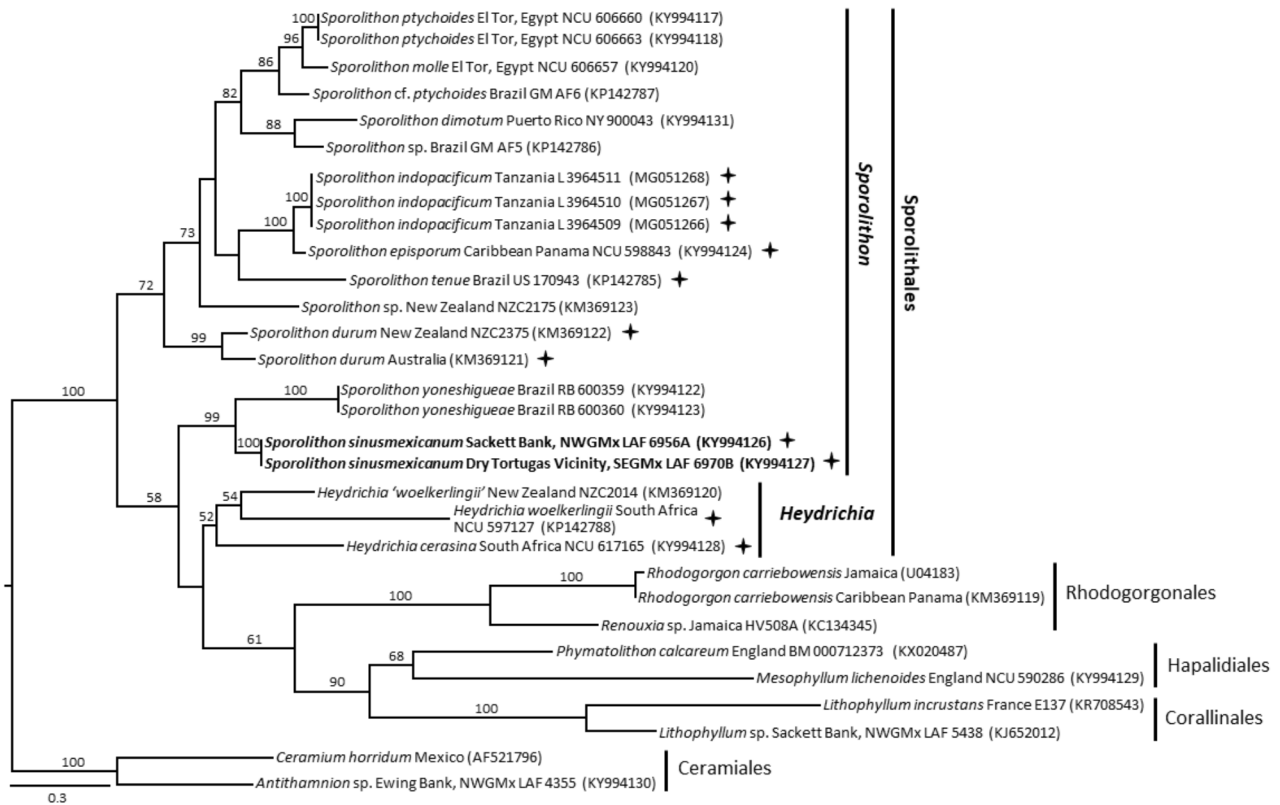 100 Sporolithon ptychoides El Tor, Egypt NCU 606660 (KY994117)
Sporolithon ptychoides El Tor, Egypt NCU 606663 (KY994118)
96
Sporolithon molle El Tor, Egypt NCU 606657 (KY994120)
86
Sporolithon cf. ptychoides Brazil GM AF6 (KP142787)
82
Sporolithon dimotum Puerto Rico NY 900043 (KY994131)
88
Sporolithon sp. Brazil GM AF5 (KP142786)
Sporolithon indopacificum Tanzania L 3964511 (MG051268)
100
Sporolithon indopacificum Tanzania L 3964510 (MG051267)
Sporolithon indopacificum Tanzania L 3964509 (MG051266)
100
Sporolithon episporum Caribbean Panama NCU 598843 (KY994124)
73
Sporolithon tenue Brazil US 170943 (KP142785)
Sporolithon sp. New Zealand NZC2175 (KM369123)
72
Sporolithon durum New Zealand NZC2375 (KM369122)
99
Sporolithon durum Australia (KM369121)
100
Sporolithon yoneshigueae Brazil RB 600359 (KY994122)
100
Sporolithon yoneshigueae Brazil RB 600360 (KY994123)
99
100 Sporolithon sinusmexicanum Sackett Bank, NWGMx LAF 6956A (KY994126)
Sporolithon sinusmexicanum Dry Tortugas Vicinity, SEGMx LAF 6970B (KY994127)
Sporolithon
Sporolithales
58
54
Heydrichia ‘woelkerlingii’ New Zealand NZC2014 (KM369120)
Heydrichia woelkerlingii South Africa
NCU 597127 (KP142788)
52
Heydrichia cerasina South Africa NCU 617165 (KY994128)
Heydrichia
Rhodogorgon carriebowensis Jamaica (U04183)
100
Rhodogorgon carriebowensis Caribbean Panama (KM369119)
100
Renouxia sp. Jamaica HV508A (KC134345)
Rhodogorgonales
61
Phymatolithon calcareum England BM 000712373 (KX020487)
68
Mesophyllum lichenoides England NCU 590286 (KY994129)
Hapalidiales
90
Lithophyllum incrustans France E137 (KR708543)
100
Lithophyllum sp. Sackett Bank, NWGMx LAF 5438 (KJ652012)
Corallinales
Ceramium horridum Mexico (AF521796)
100
Antithamnion sp. Ewing Bank, NWGMx LAF 4355 (KY994130)
Ceramiales
0.3